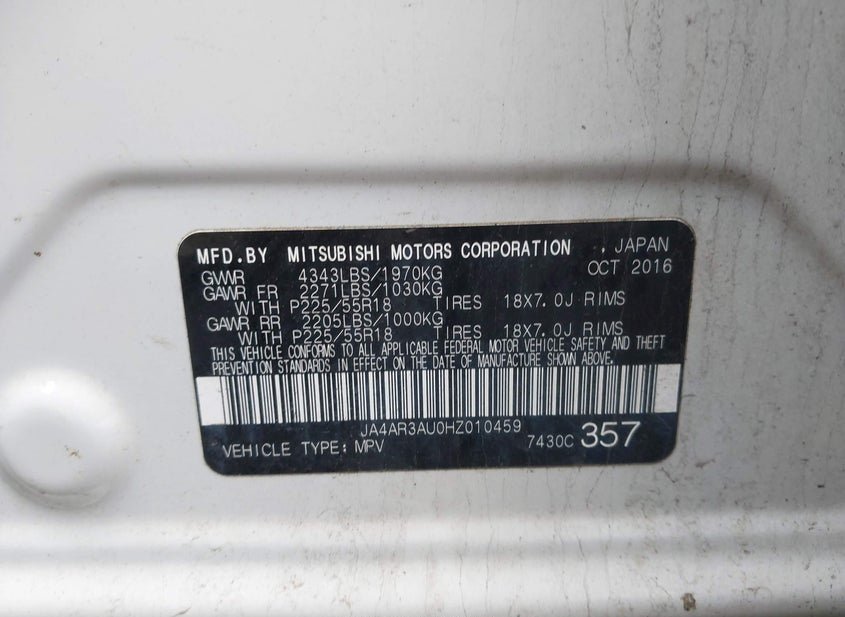 MFD.BY MITSUBISHI MOTORS CORPORATION , JAPAN
GVWR 4343LBS/1970KG OCT 2016
GAWR FR 2271LBS/1030KG
WITH P225/55R18 TIRES 18X7.0J RIMS
GAWR RR 2205LBS/1000KG
WITH P225/55R18 TIRES 18X7.0J RIMS
THIS VEHICLE CONFORMS TO ALL APPLICABLE FEDERAL MOTOR VEHICLE SAFETY AND THEFT
PREVENTION STANDARDS IN EFFECT ON THE DATE OF MANUFACTURE SHOWN ABOVE.
JA4AR3AU0HZ010459
VEHICLE TYPE: MPV 7430C 357